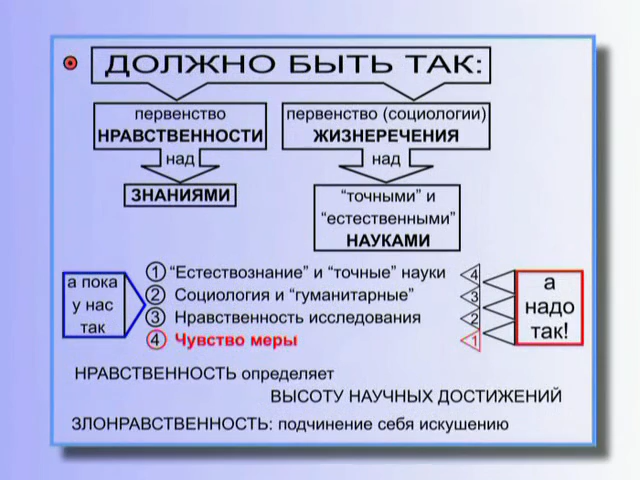 ДОЛЖНО БЫТЬ ТАК:
первенство
НРАВСТВЕННОСТИ
над
ЗНАНИЯМИ
первенство (социологии)
ЖИЗНЕРЕЧЕНИЯ
над
“точными” и
“естественными”
НАУКАМИ
а пока
у нас
так
1 “Естествознание” и “точные” науки 4
2 Социология и “гуманитарные” 3
3 Нравственность исследования 2
4 Чувство меры 1
а
надо
так!
НРАВСТВЕННОСТЬ определяет
ВЫСОТУ НАУЧНЫХ ДОСТИЖЕНИЙ
ЗЛОНРАВСТВЕННОСТЬ: подчинение себя искушению